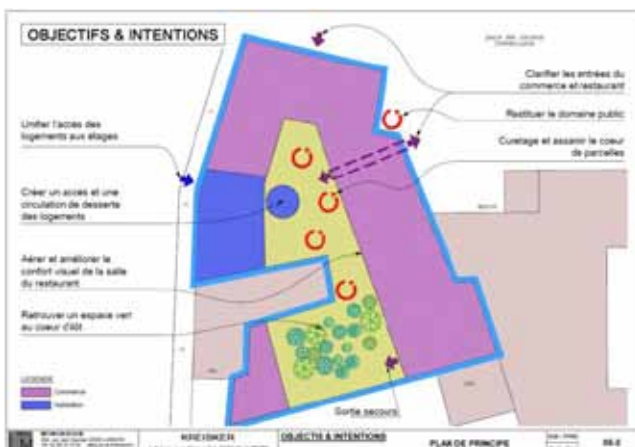 OBJECTIFS & INTENTIONS
Clarifier les entrées du
commerce et restaurant
Restituer le domaine public
Curetage et assainir le coeur
de parcelles
Unifier l'accès des
logements aux étages
Créer un accès et une
circulation de desserte
des logements
Aérer et améliorer le
confort visuel de la salle
du restaurant
Retrouver un espace vert
au coeur d'îlot
LEGENDE
Commerce
Habitation
Sortie secours
KREISKER
OBJECTIFS & INTENTIONS
PLAN DE PRINCIPE